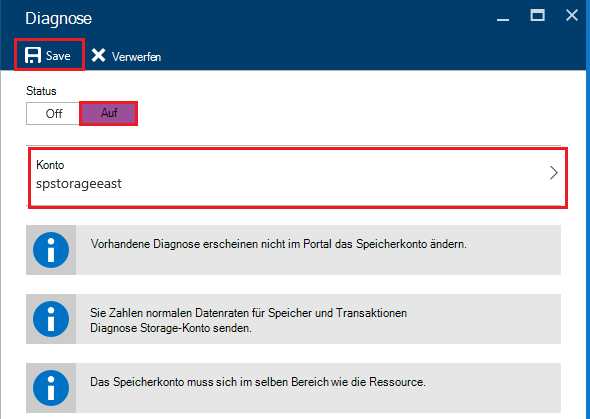 Diagnose
Save Verwerfen
Status
Off Auf
Konto
spstorageeast
Vorhandene Diagnose erscheinen nicht im Portal das Speicherkonto ändern.
Sie Zahlen normalen Datenraten für Speicher und Transaktionen
Diagnose Storage-Konto senden.
Das Speicherkonto muss sich im selben Bereich wie die Ressource.